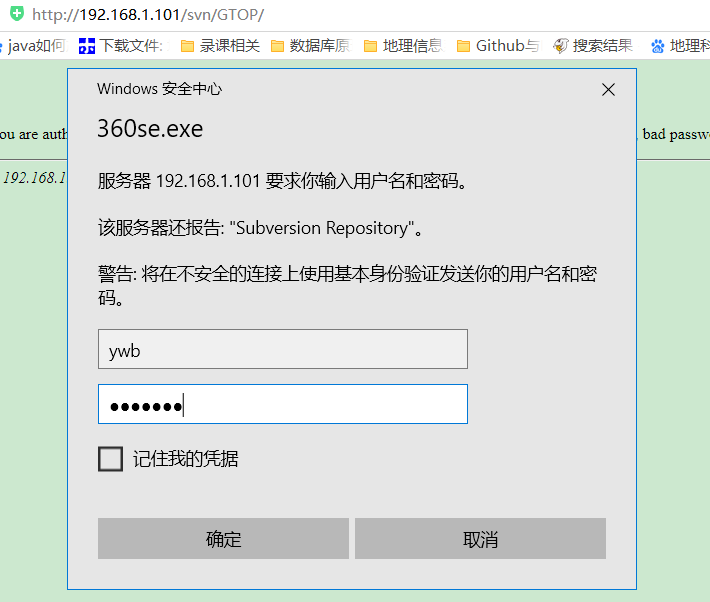 http://192.168.1.101/svn/GTOP/
java如何 下载文件: 录课相关 数据库原 地理信息 Github与 搜索结果 地理科
Windows 安全中心
360se.exe
ou are auth , bad passw
服务器 192.168.1.101 要求你输入用户名和密码。
192.168.1
该服务器还报告: "Subversion Repository"。
警告: 将在不安全的连接上使用基本身份验证发送你的用户名和密
码。
ywb
记住我的凭据
确定 取消